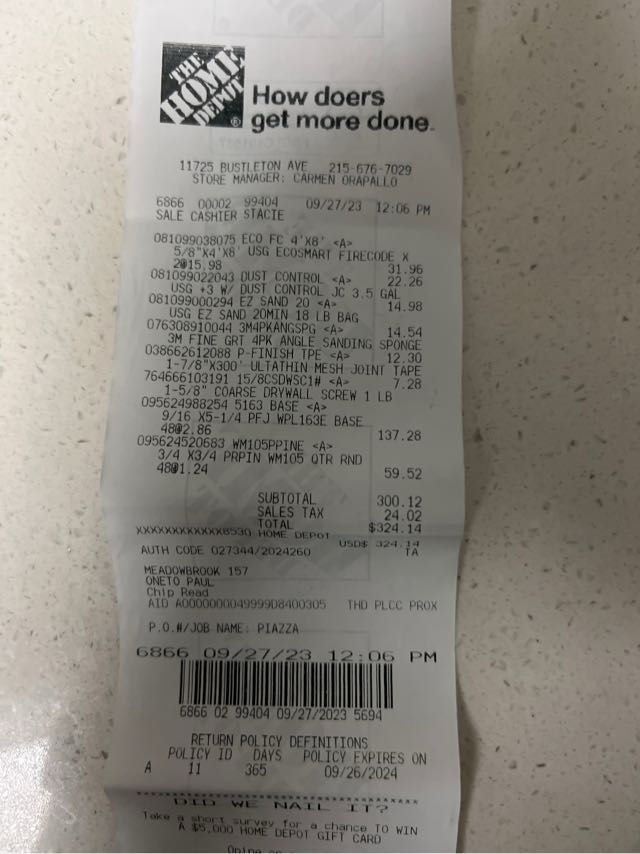 THE
HOME
DEPOT
®
How doers
get more done.
11725 BUSTLETON AVE 215-676-7029
STORE MANAGER: CARMEN ORAPALLO
6866 00002 99404 09/27/23 12:06 PM
SALE CASHIER STACIE
081099038075 ECO FC 4'X8' <A>
5/8"X4'X8' USG ECOSMART FIRECODE X
2@15.98 31.96
081099022043 DUST CONTROL <A> 22.26
USG +3 W/ DUST CONTROL JC 3.5 GAL
081099000294 EZ SAND 20 <A> 14.98
USG EZ SAND 20MIN 18 LB BAG
076308910044 3M4PKANGSPG <A> 14.54
3M FINE GRT 4PK ANGLE SANDING SPONGE
038662612088 P-FINISH TPE <A> 12.30
1-7/8"X300' ULTATHIN MESH JOINT TAPE
764666103191 15/8CSDWSC1# <A> 7.28
1-5/8" COARSE DRYWALL SCREW 1 LB
095624988254 5163 BASE <A>
9/16 X5-1/4 PFJ WPL163E BASE
48@2.86 137.28
095624520683 WM105PPINE <A>
3/4 X3/4 PRPIN WM105 QTR RND
48@1.24 59.52
SUBTOTAL 300.12
SALES TAX 24.02
TOTAL $324.14
XXXXXXXXXXXX8530 HOME DEPOT
USD$ 324.14
AUTH CODE 027344/2024260 TA
MEADOWBROOK 157
ONETO PAUL
Chip Read
AID A0000000049999D8400305 THD PLCC PROX
P.O.#/JOB NAME: PIAZZA
6866 09/27/23 12:06 PM
6866 02 99404 09/27/2023 5694
RETURN POLICY DEFINITIONS
POLICY ID DAYS POLICY EXPIRES ON
A 11 365 09/26/2024
DID WE NAIL IT?
Take a short survey for a chance TO WIN
A $5,000 HOME DEPOT GIFT CARD